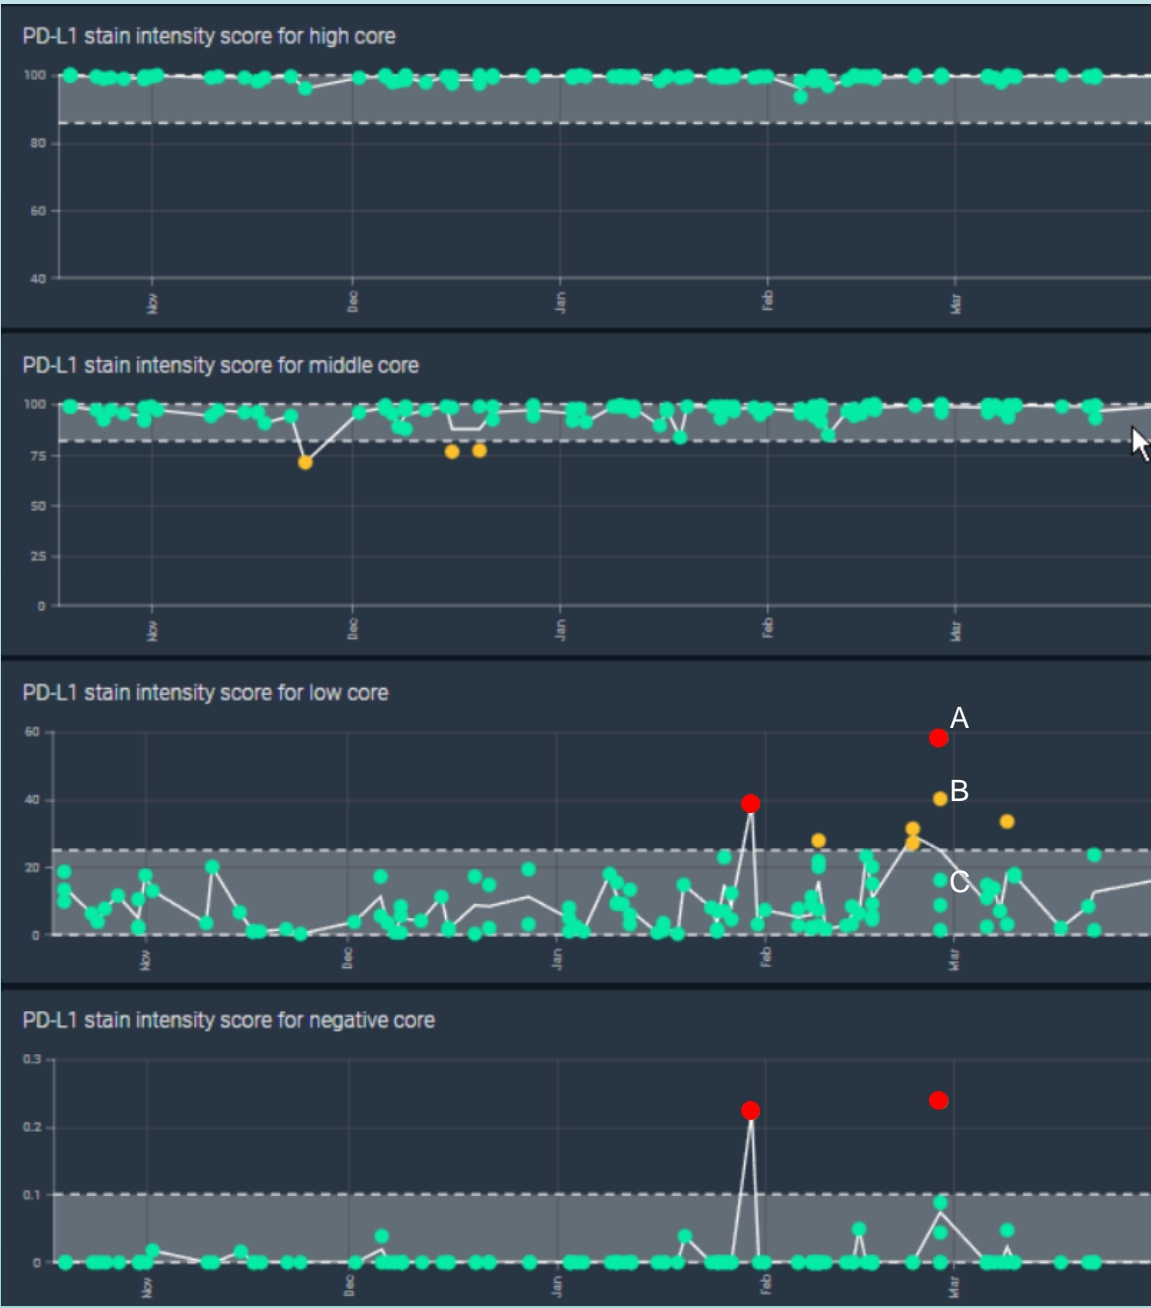 PD-L1 stain intensity score for high core
100
80
60
40
Nov Dec Jan Feb Mar
PD-L1 stain intensity score for middle core
100
75
50
25
0
Nov Dec Jan Feb Mar
PD-L1 stain intensity score for low core
A
60
B
40
20
C
0
Nov Dec Jan Feb Mar
PD-L1 stain intensity score for negative core
0.3
0.2
0.1
0
Nov Dec Jan Feb Mar